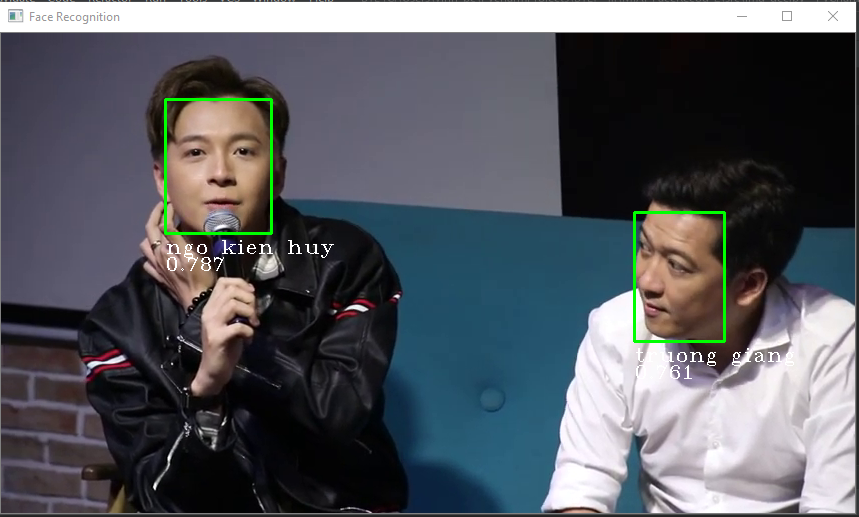 Face Recognition
ngo kien huy
0.787
truong giang
0.761